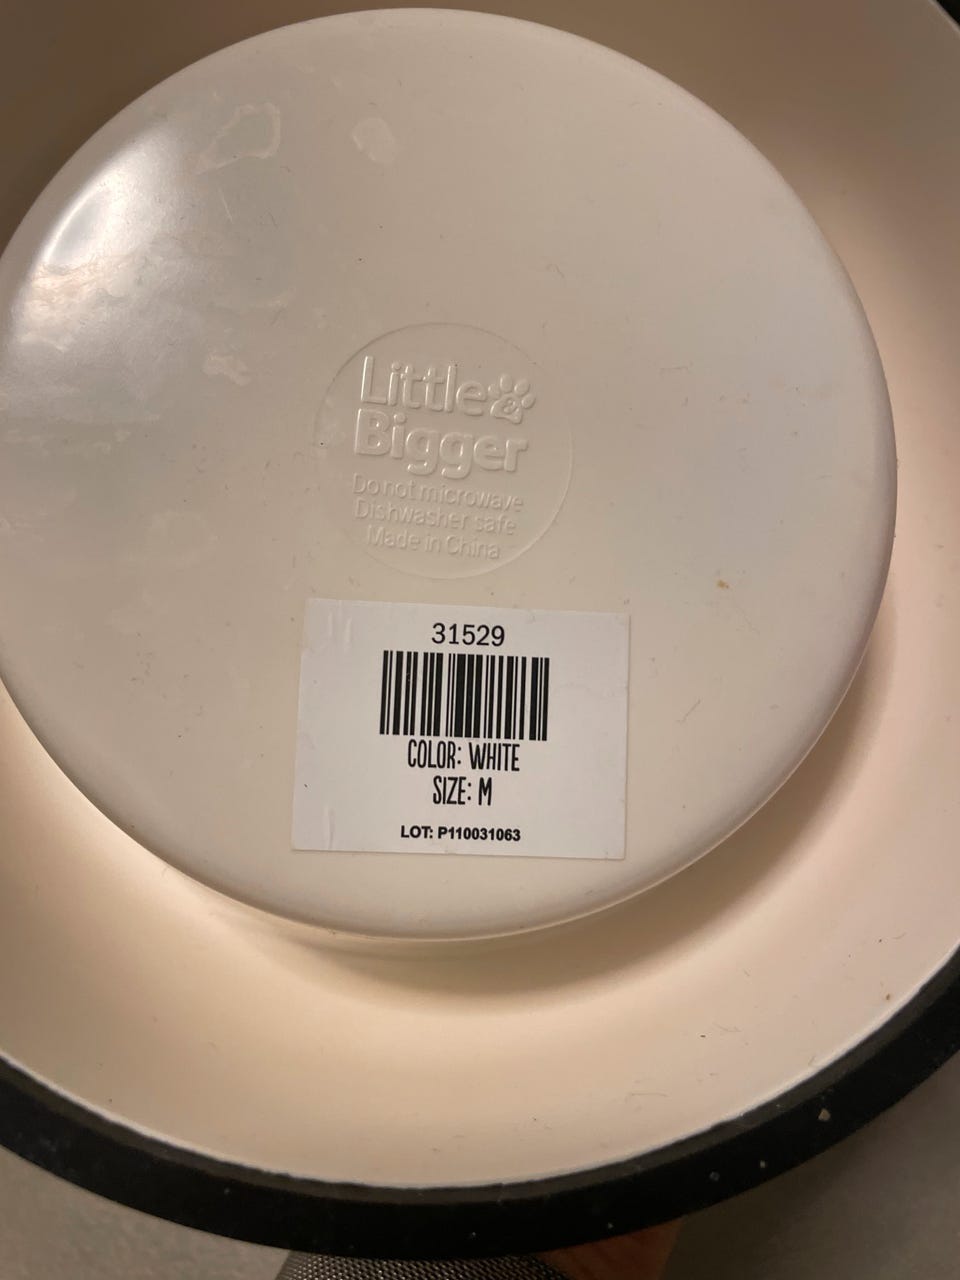 Little &
Bigger
Do not microwave
Dishwasher safe
Made in China
31529
COLOR: WHITE
SIZE: M
LOT: P110031063